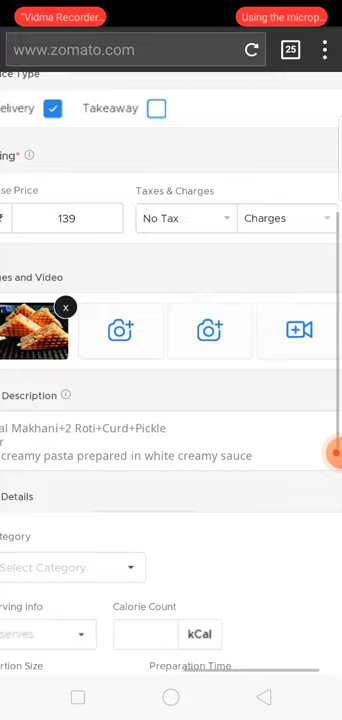 "Vidma Recorder...
Using the microp...
www.zomato.com
25
ice Type
elivery
Takeaway
ing*
se Price
Taxes & Charges
₹
139
No Tax
Charges
ges and Video
x
Description
al Makhani+2 Roti+Curd+Pickle
r
creamy pasta prepared in white creamy sauce
Details
tegory
Select Category
rving Info
Calorie Count
serves
kCal
rtion Size
Preparation Time